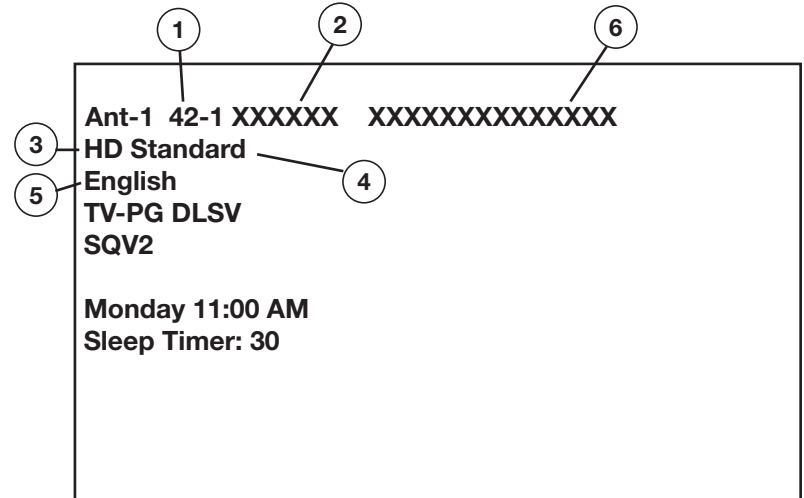 1 2 6
Ant-1 42-1 XXXXXX XXXXXXXXXXXXXX
3 HD Standard
4
5 English
TV-PG DLSV
SQV2
Monday 11:00 AM
Sleep Timer: 30